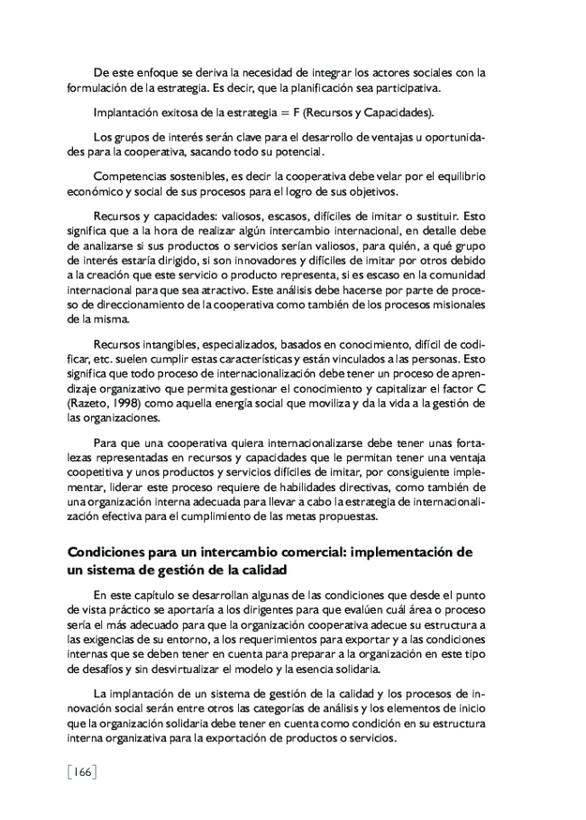 De este enfoque se deriva la necesidad de integrar los actores sociales con la
formulación de la estrategia. Es decir, que la planificación sea participativa.
Implantación exitosa de la estrategia = F (Recursos y Capacidades).
Los grupos de interés serán clave para el desarrollo de ventajas u oportunida-
des para la cooperativa, sacando todo su potencial.
Competencias sostenibles, es decir la cooperativa debe velar por el equilibrio
económico y social de sus procesos para el logro de sus objetivos.
Recursos y capacidades: valiosos, escasos, difíciles de imitar o sustituir. Esto
significa que a la hora de realizar algún intercambio internacional, en detalle debe
de analizarse si sus productos o servicios serían valiosos, para quién, a qué grupo
de interés estaría dirigido, si son innovadores y difíciles de imitar por otros debido
a la creación que este servicio o producto representa, si es escaso en la comunidad
internacional para que sea atractivo. Este análisis debe hacerse por parte de proce-
so de direccionamiento de la cooperativa como también de los procesos misionales
de la misma.
Recursos intangibles, especializados, basados en conocimiento, difícil de codi-
ficar, etc. suelen cumplir estas características y están vinculados a las personas. Esto
significa que todo proceso de internacionalización debe tener un proceso de apren-
dizaje organizativo que permita gestionar el conocimiento y capitalizar el factor C
(Razeto, 1998) como aquella energía social que moviliza y da la vida a la gestión de
las organizaciones.
Para que una cooperativa quiera internacionalizarse debe tener unas forta-
lezas representadas en recursos y capacidades que le permitan tener una ventaja
coopetitiva y unos productos y servicios difíciles de imitar, por consiguiente imple-
mentar, liderar este proceso requiere de habilidades directivas, como también de
una organización interna adecuada para llevar a cabo la estrategia de internacionali-
zación efectiva para el cumplimiento de las metas propuestas.
Condiciones para un intercambio comercial: implementación de
un sistema de gestión de la calidad
En este capítulo se desarrollan algunas de las condiciones que desde el punto
de vista práctico se aportaría a los dirigentes para que evalúen cuál área o proceso
sería el más adecuado para que la organización cooperativa adecue su estructura a
las exigencias de su entorno, a los requerimientos para exportar y a las condiciones
internas que se deben tener en cuenta para preparar a la organización en este tipo
de desafíos y sin desvirtualizar el modelo y la esencia solidaria.
La implantación de un sistema de gestión de la calidad y los procesos de in-
novación social serán entre otros las categorías de análisis y los elementos de inicio
que la organización solidaria debe tener en cuenta como condición en su estructura
interna organizativa para la exportación de productos o servicios.
[166]